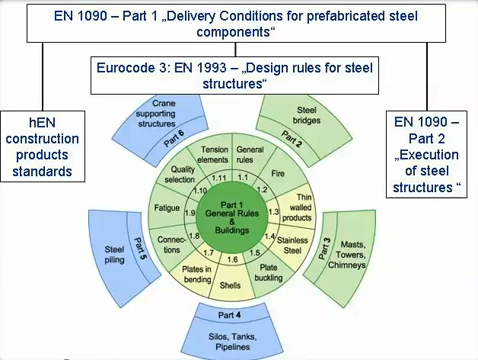 EN 1090 – Part 1 „Delivery Conditions for prefabricated steel
components“
Eurocode 3: EN 1993 – „Design rules for steel
structures“
hEN
construction
products
standards
EN 1090 –
Part 2
„Execution
of steel
structures “
Crane
supporting
structures
Part 6
Steel
bridges
Part 2
Tension
elements
1.11
General
rules
1.1
Quality
selection
1.10
Fire
1.2
Fatigue
1.9
Thin
walled
products
1.3
Part 1
General Rules
&
Buildings
Connec-
tions
1.8
Stainless
Steel
1.4
Plates in
bending
1.7
Shells
1.6
Plate
buckling
1.5
Steel
piling
Part 5
Part 3
Masts,
Towers,
Chimneys
Part 4
Silos, Tanks,
Pipelines